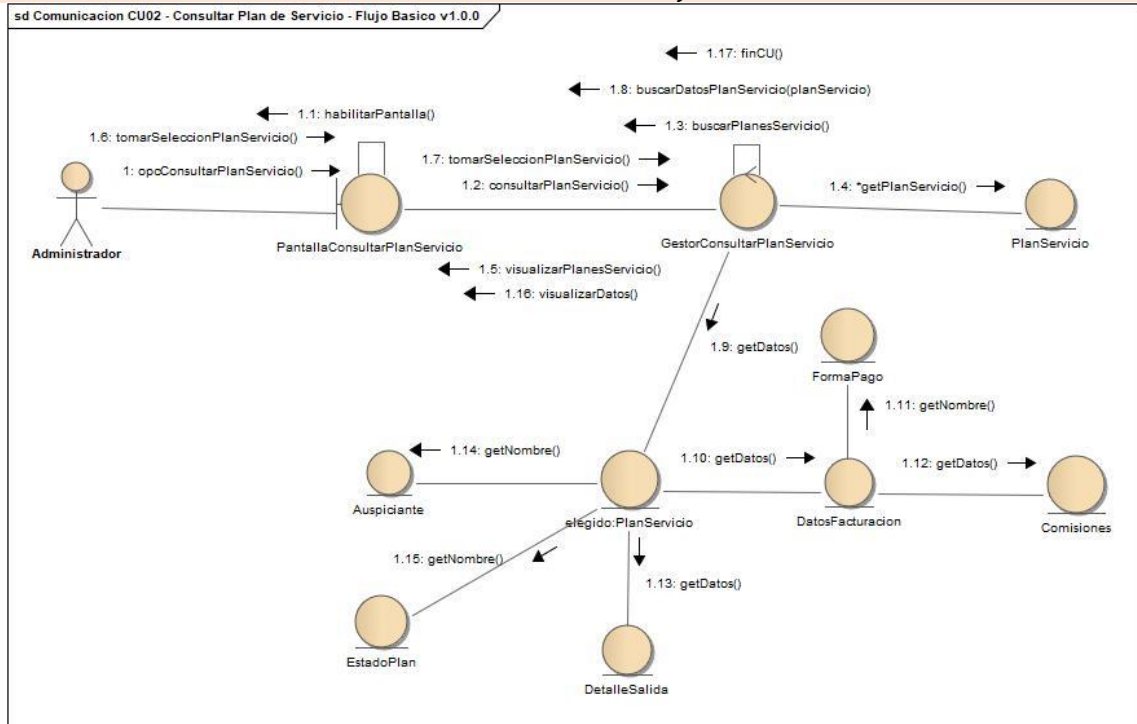 sd Comunicacion CU02 - Consultar Plan de Servicio - Flujo Basico v1.0.0
1.17: finCU()
1.8: buscarDatosPlanServicio(planServicio)
1.1: habilitarPantalla()
1.3: buscarPlanesServicio()
1.6: tomarSeleccionPlanServicio()
1.7: tomarSeleccionPlanServicio()
1: opcConsultarPlanServicio()
1.2: consultarPlanServicio()
1.4: *getPlanServicio()
Administrador
PantallaConsultarPlanServicio
GestorConsultarPlanServicio
PlanServicio
1.5: visualizarPlanesServicio()
1.16: visualizarDatos()
1.9: getDatos()
FormaPago
1.11: getNombre()
1.14: getNombre()
1.10: getDatos()
1.12: getDatos()
Auspiciante
elegido:PlanServicio
DatosFacturacion
Comisiones
1.15: getNombre()
1.13: getDatos()
EstadoPlan
DetalleSalida